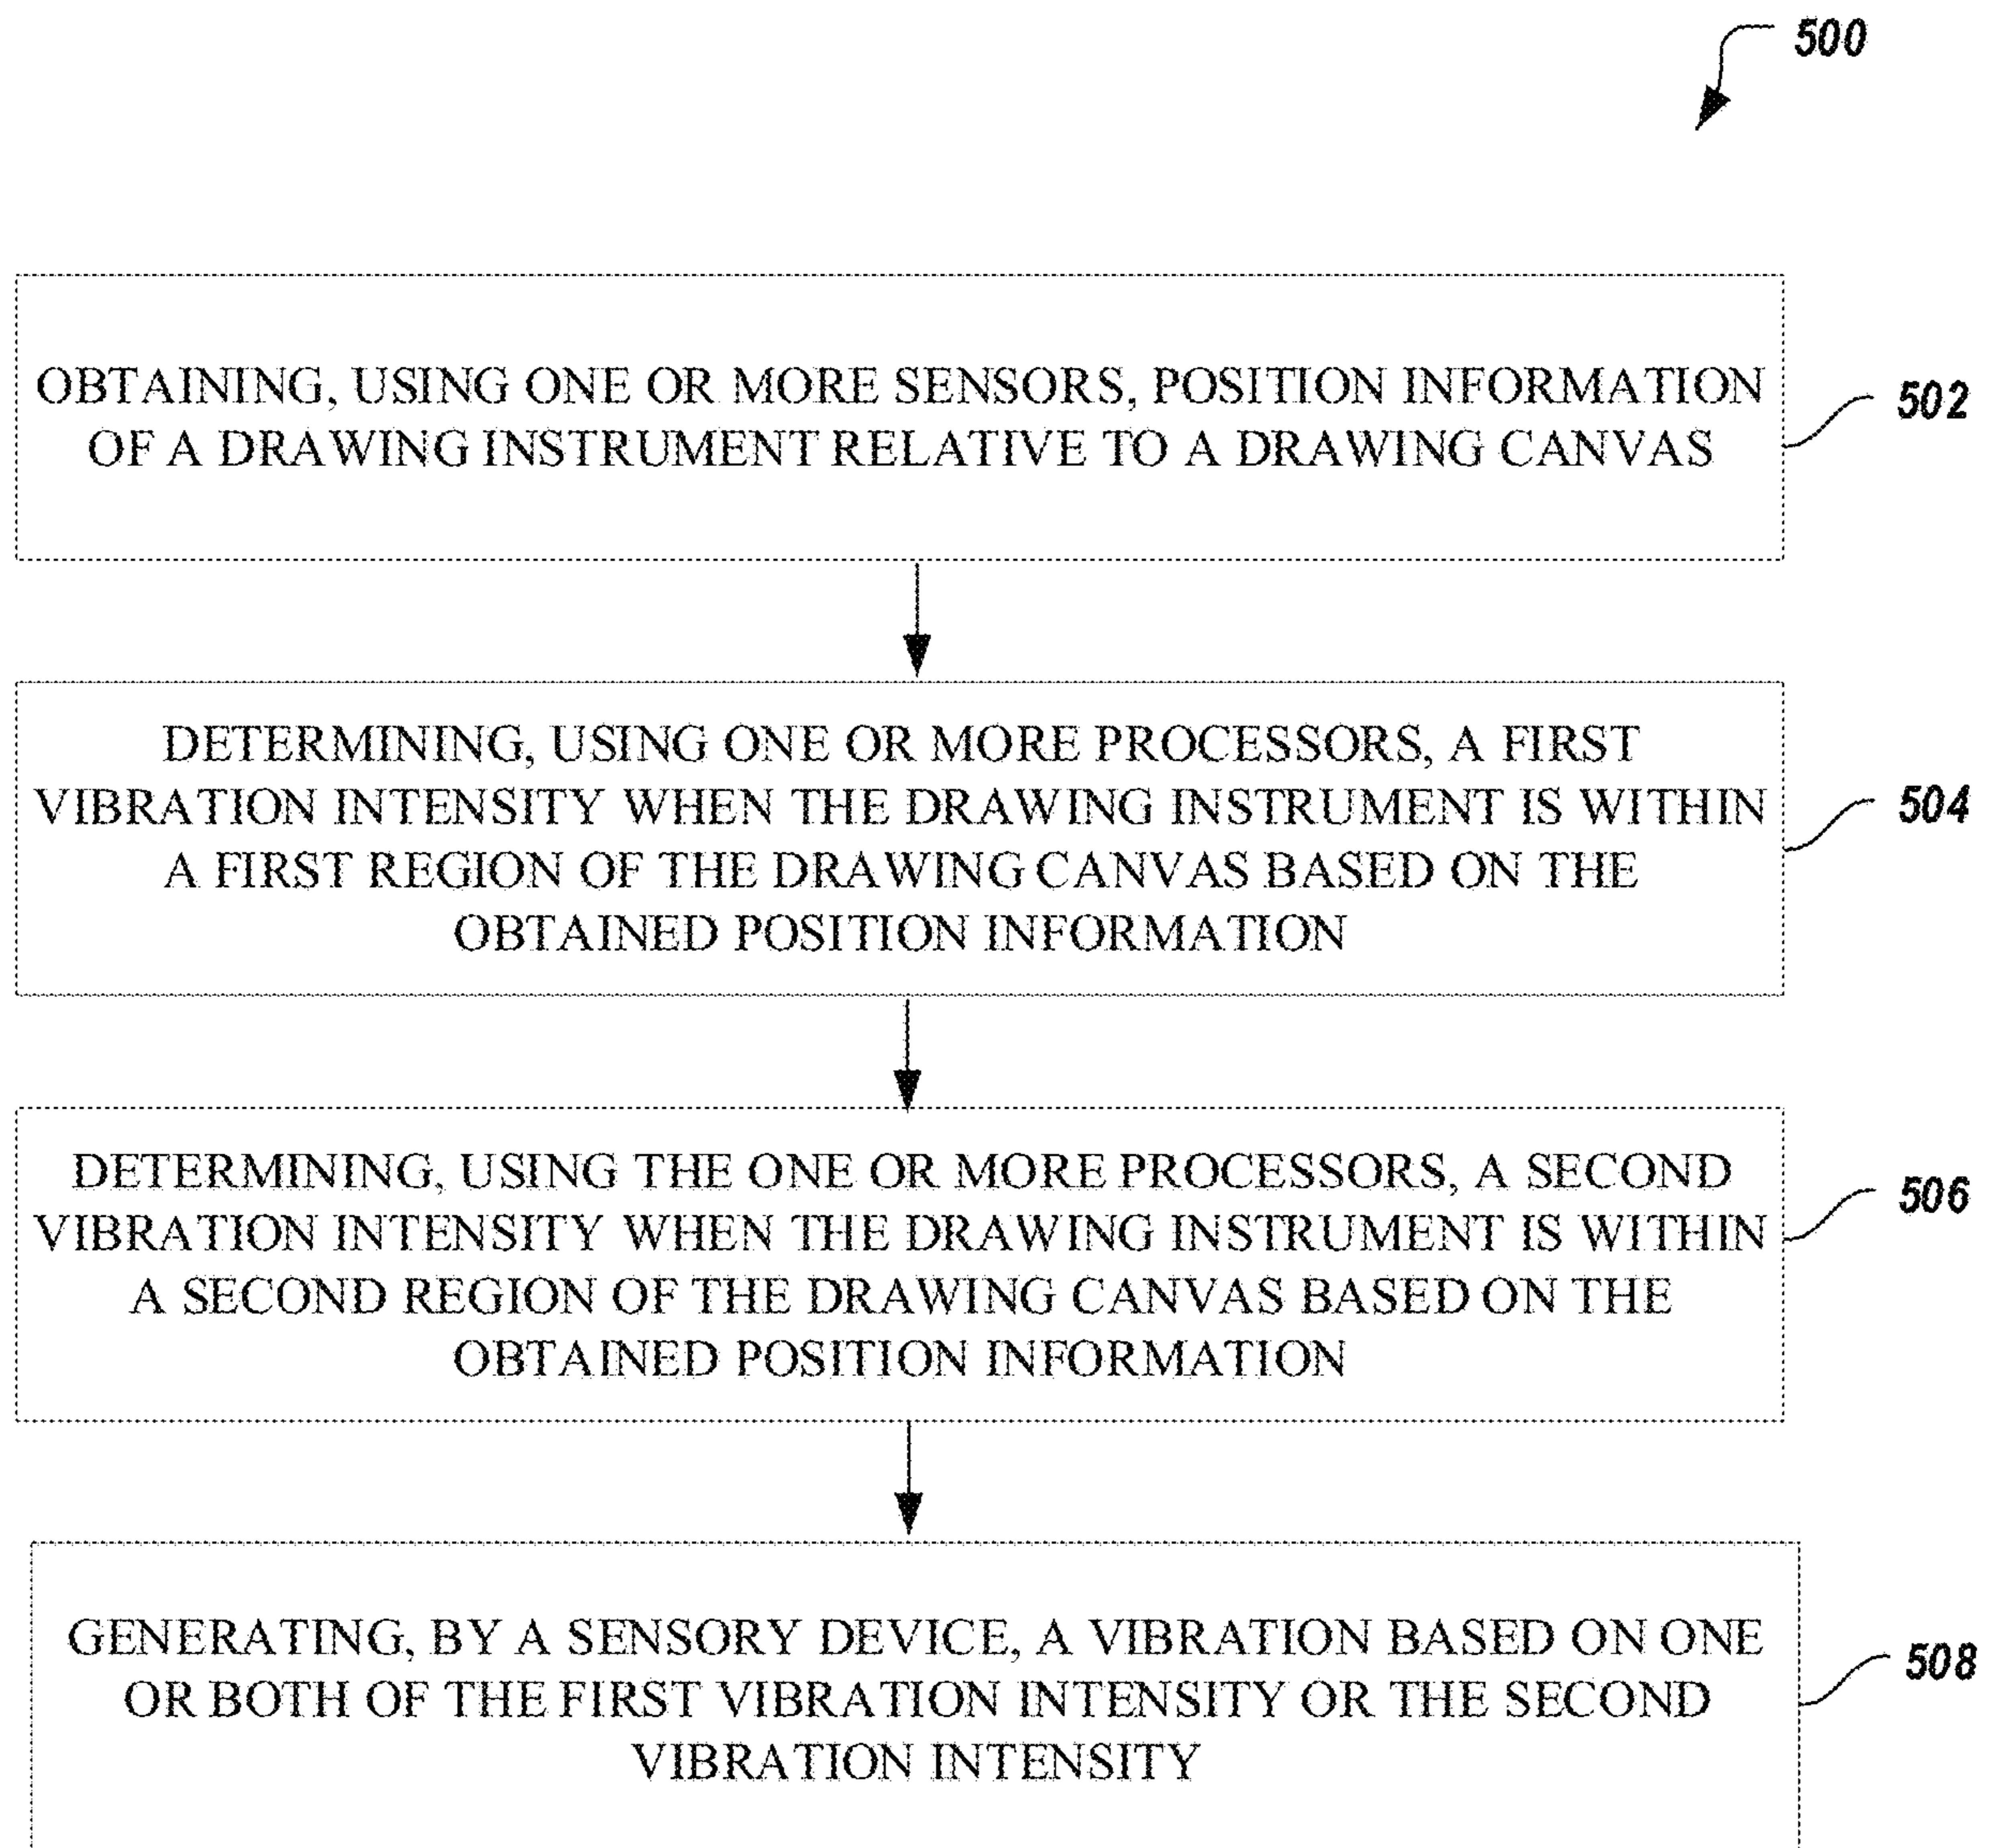 500
OBTAINING, USING ONE OR MORE SENSORS, POSITION INFORMATION
OF A DRAWING INSTRUMENT RELATIVE TO A DRAWING CANVAS
502
DETERMINING, USING ONE OR MORE PROCESSORS, A FIRST
VIBRATION INTENSITY WHEN THE DRAWING INSTRUMENT IS WITHIN
A FIRST REGION OF THE DRAWING CANVAS BASED ON THE
OBTAINED POSITION INFORMATION
504
DETERMINING, USING THE ONE OR MORE PROCESSORS, A SECOND
VIBRATION INTENSITY WHEN THE DRAWING INSTRUMENT IS WITHIN
A SECOND REGION OF THE DRAWING CANVAS BASED ON THE
OBTAINED POSITION INFORMATION
506
GENERATING, BY A SENSORY DEVICE, A VIBRATION BASED ON ONE
OR BOTH OF THE FIRST VIBRATION INTENSITY OR THE SECOND
VIBRATION INTENSITY
508